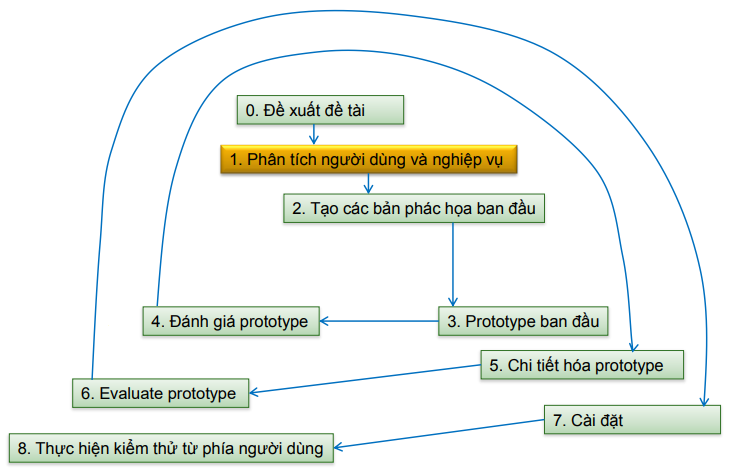 0. Đề xuất đề tài
1. Phân tích người dùng và nghiệp vụ
2. Tạo các bản phác họa ban đầu
4. Đánh giá prototype
3. Prototype ban đầu
5. Chi tiết hóa prototype
6. Evaluate prototype
7. Cài đặt
8. Thực hiện kiểm thử từ phía người dùng